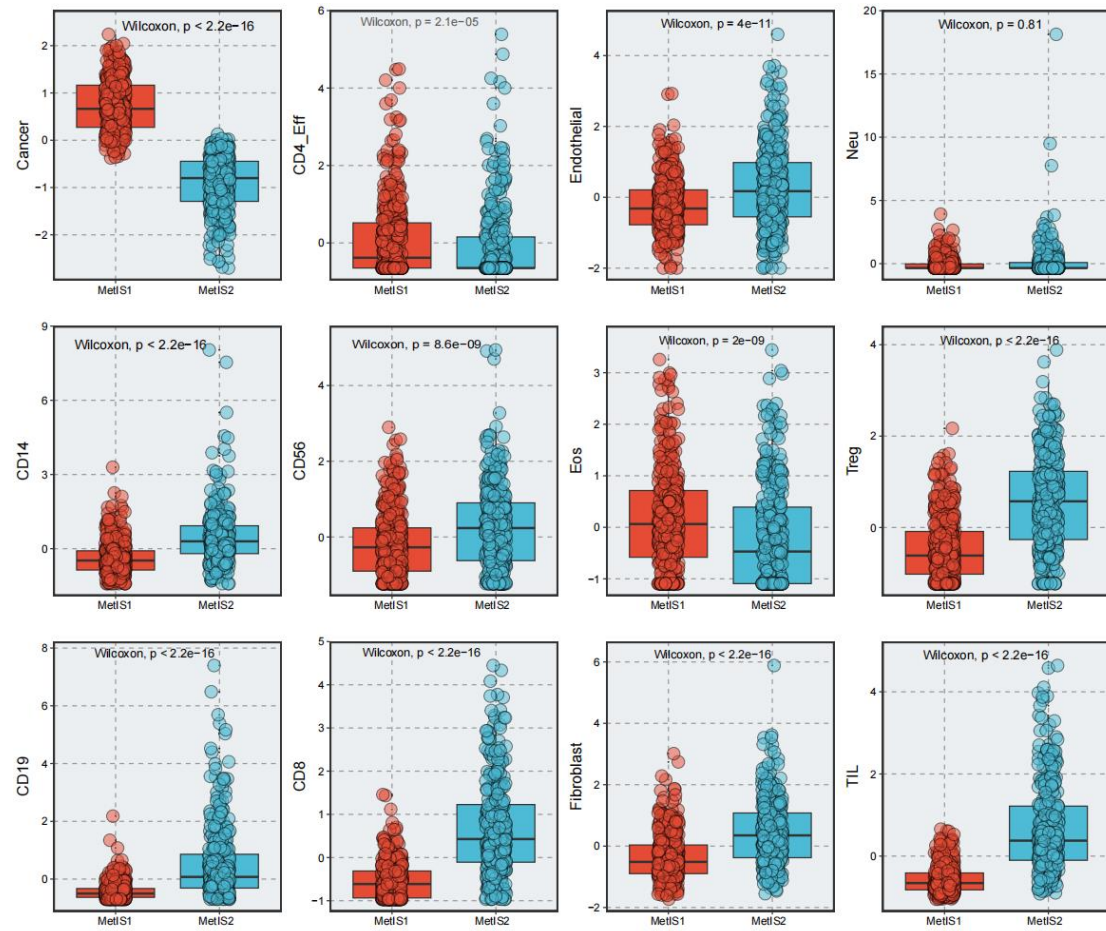 Wilcoxon, p < 2.2e−16
Cancer
2
1
0
−1
−2
MetIS1 MetIS2
Wilcoxon, p = 2.1e−05
CD4_Eff
6
4
2
0
MetIS1 MetIS2
Wilcoxon, p = 4e−11
Endothelial
4
2
0
−2
MetIS1 MetIS2
Wilcoxon, p = 0.81
Neu
20
15
10
5
0
MetIS1 MetIS2
Wilcoxon, p < 2.2e−16
CD14
9
6
3
0
MetIS1 MetIS2
Wilcoxon, p = 8.6e−09
CD56
4
2
0
MetIS1 MetIS2
Wilcoxon, p = 2e−09
Eos
3
2
1
0
−1
MetIS1 MetIS2
Wilcoxon, p < 2.2e−16
Treg
4
2
0
MetIS1 MetIS2
Wilcoxon, p < 2.2e−16
CD19
8
6
4
2
0
MetIS1 MetIS2
Wilcoxon, p < 2.2e−16
CD8
5
4
3
2
1
0
−1
MetIS1 MetIS2
Wilcoxon, p < 2.2e−16
Fibroblast
6
4
2
0
−2
MetIS1 MetIS2
Wilcoxon, p < 2.2e−16
TIL
4
2
0
MetIS1 MetIS2